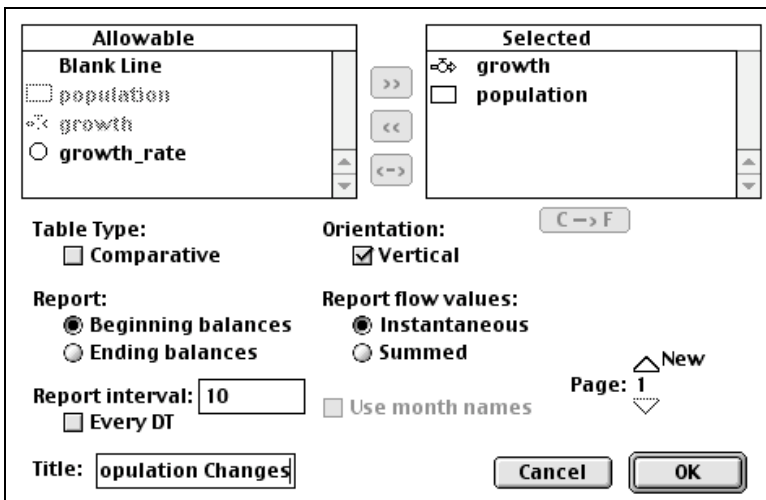 Allowable
Blank Line
population
growth
growth_rate
>>
<<
<->
Selected
growth
population
C -> F
Table Type:
Comparative
Orientation:
Vertical
Report:
Beginning balances
Ending balances
Report flow values:
Instantaneous
Summed
Report interval: 10
Every DT
Use month names
New
Page: 1
Title: opulation Changes
Cancel
OK